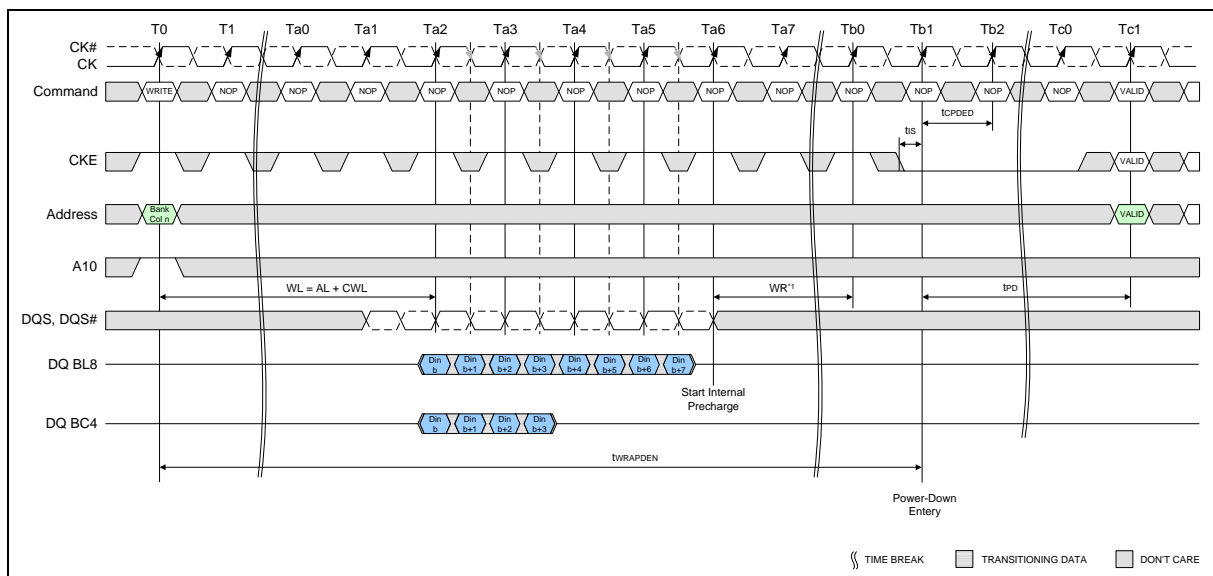 T0 T1 Ta0 Ta1 Ta2 Ta3 Ta4 Ta5 Ta6 Ta7 Tb0 Tb1 Tb2 Tc0 Tc1
CK#
CK
Command WRITE NOP NOP NOP NOP NOP NOP NOP NOP NOP NOP NOP NOP NOP VALID
tCPDED
tIS
CKE VALID
Address Bank Col n VALID
A10
WL = AL + CWL WR*1 tPD
DQS, DQS#
DQ BL8 Din b Din b+1 Din b+2 Din b+3 Din b+4 Din b+5 Din b+6 Din b+7
Start Internal
Precharge
DQ BC4 Din b Din b+1 Din b+2 Din b+3
tWRAPDEN
Power-Down
Entery
TIME BREAK TRANSITIONING DATA DON'T CARE